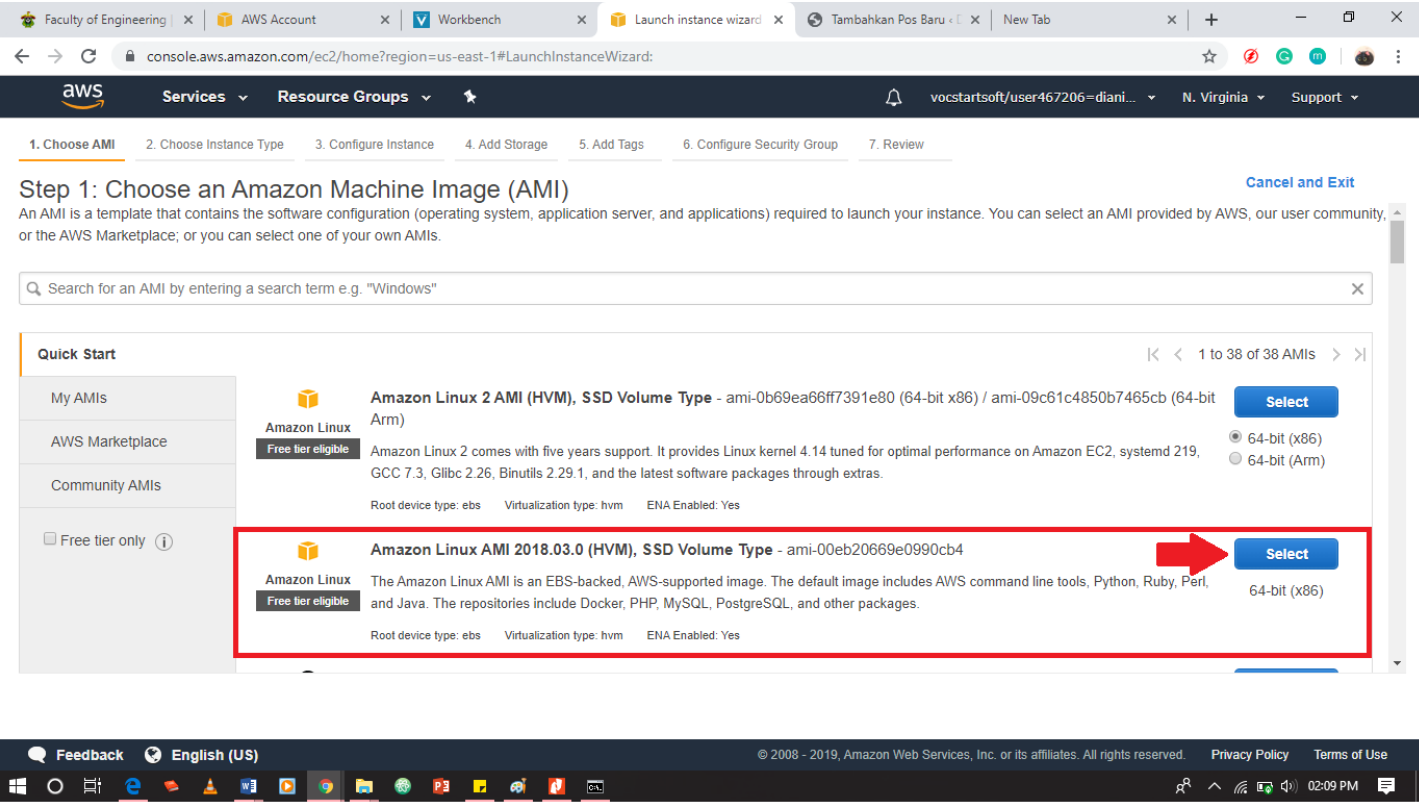 Faculty of Engineering |
AWS Account
Workbench
Launch instance wizard
Tambahkan Pos Baru ‹
New Tab
console.aws.amazon.com/ec2/home?region=us-east-1#LaunchInstanceWizard:
aws
Services
Resource Groups
vocstartsoft/user467206=diani...
N. Virginia
Support
1. Choose AMI
2. Choose Instance Type
3. Configure Instance
4. Add Storage
5. Add Tags
6. Configure Security Group
7. Review
Step 1: Choose an Amazon Machine Image (AMI)
Cancel and Exit
An AMI is a template that contains the software configuration (operating system, application server, and applications) required to launch your instance. You can select an AMI provided by AWS, our user community,
or the AWS Marketplace; or you can select one of your own AMIs.
Search for an AMI by entering a search term e.g. "Windows"
Quick Start
1 to 38 of 38 AMIs
My AMIs
AWS Marketplace
Community AMIs
Free tier only
Amazon Linux
Free tier eligible
Amazon Linux 2 AMI (HVM), SSD Volume Type - ami-0b69ea66ff7391e80 (64-bit x86) / ami-09c61c4850b7465cb (64-bit
Arm)
Amazon Linux 2 comes with five years support. It provides Linux kernel 4.14 tuned for optimal performance on Amazon EC2, systemd 219,
GCC 7.3, Glibc 2.26, Binutils 2.29.1, and the latest software packages through extras.
Root device type: ebs Virtualization type: hvm ENA Enabled: Yes
Select
64-bit (x86)
64-bit (Arm)
Amazon Linux
Free tier eligible
Amazon Linux AMI 2018.03.0 (HVM), SSD Volume Type - ami-00eb20669e0990cb4
The Amazon Linux AMI is an EBS-backed, AWS-supported image. The default image includes AWS command line tools, Python, Ruby, Perl,
and Java. The repositories include Docker, PHP, MySQL, PostgreSQL, and other packages.
Root device type: ebs Virtualization type: hvm ENA Enabled: Yes
Select
64-bit (x86)
Feedback
English (US)
© 2008 - 2019, Amazon Web Services, Inc. or its affiliates. All rights reserved.
Privacy Policy
Terms of Use
02:09 PM